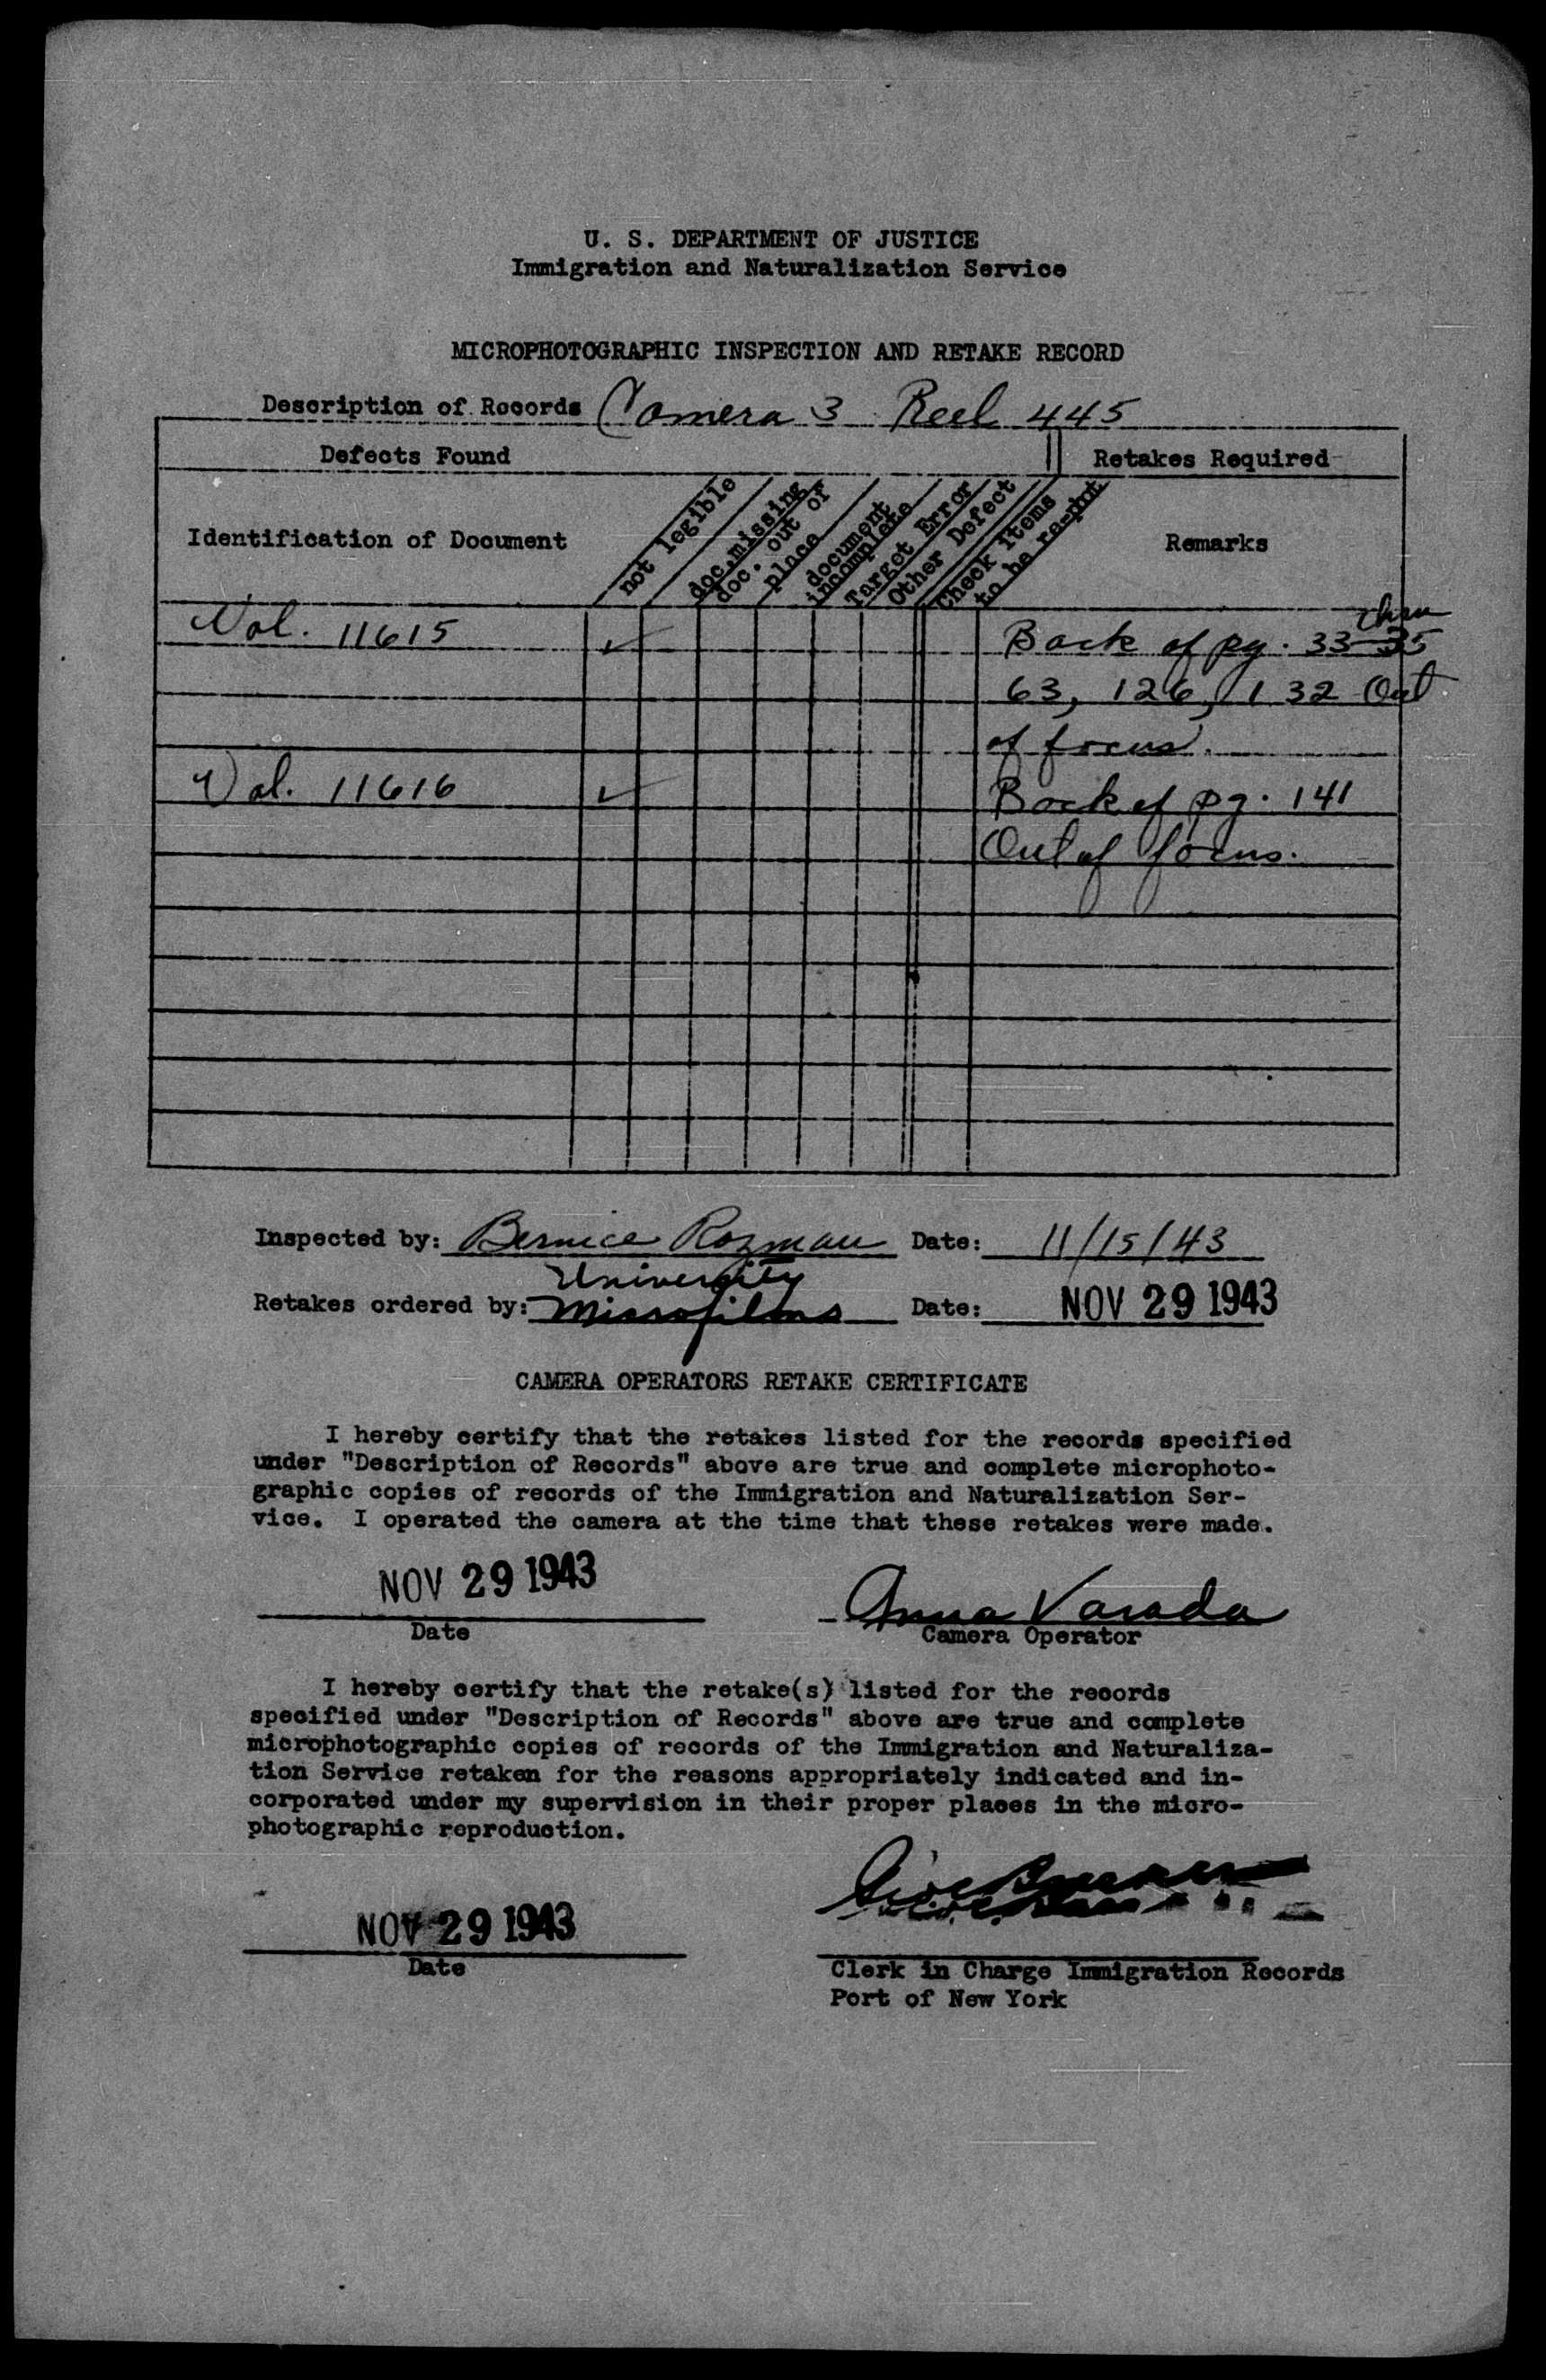 U. S. DEPARTMENT OF JUSTICE
Immigration and Naturalization Service
MICROPHOTOGRAPHIC INSPECTION AND RETAKE RECORD
Description of Records Camera 3 Reel 445
Defects Found
Retakes Required
Identification of Document
not legible
doc. missing
doc. out of
place
document
incomplete
Target Error
Other Defect
Check items
to be re-phot
Remarks
Vol. 11615 ✓ Back of pg. 33 thru 35
63, 126, 132 Out
of focus.
Vol. 11616 ✓ Back of pg. 141
Out of focus.
Inspected by: Bernice Rozman Date: 11/15/43
University
Retakes ordered by: Microfilms Date: NOV 29 1943
CAMERA OPERATORS RETAKE CERTIFICATE
I hereby certify that the retakes listed for the records specified
under "Description of Records" above are true and complete microphoto-
graphic copies of records of the Immigration and Naturalization Ser-
vice. I operated the camera at the time that these retakes were made.
NOV 29 1943
Date
Anna Varada
Camera Operator
I hereby certify that the retake(s) listed for the records
specified under "Description of Records" above are true and complete
microphotographic copies of records of the Immigration and Naturaliza-
tion Service retaken for the reasons appropriately indicated and in-
corporated under my supervision in their proper places in the micro-
photographic reproduction.
NOV 29 1943
Date
Clerk in Charge Immigration Records
Port of New York